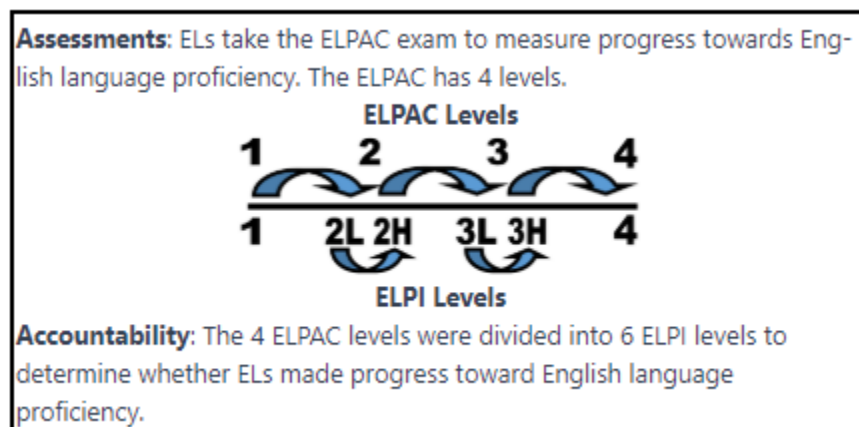 Assessments: ELs take the ELPAC exam to measure progress towards Eng-
lish language proficiency. The ELPAC has 4 levels.
ELPAC Levels
1 2 3 4
1 2L 2H 3L 3H 4
ELPI Levels
Accountability: The 4 ELPAC levels were divided into 6 ELPI levels to
determine whether ELs made progress toward English language
proficiency.